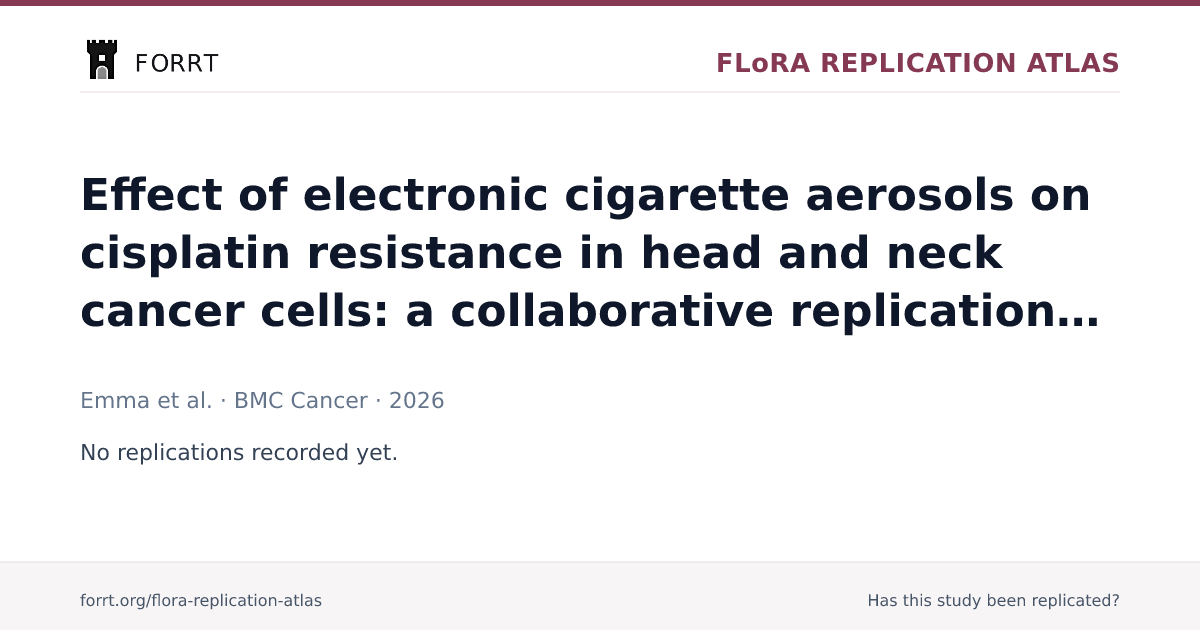 FORRT
FLoRA REPLICATION ATLAS
Effect of electronic cigarette aerosols on
cisplatin resistance in head and neck
cancer cells: a collaborative replication…
Emma et al. · BMC Cancer · 2026
No replications recorded yet.
forrt.org/flora-replication-atlas
Has this study been replicated?